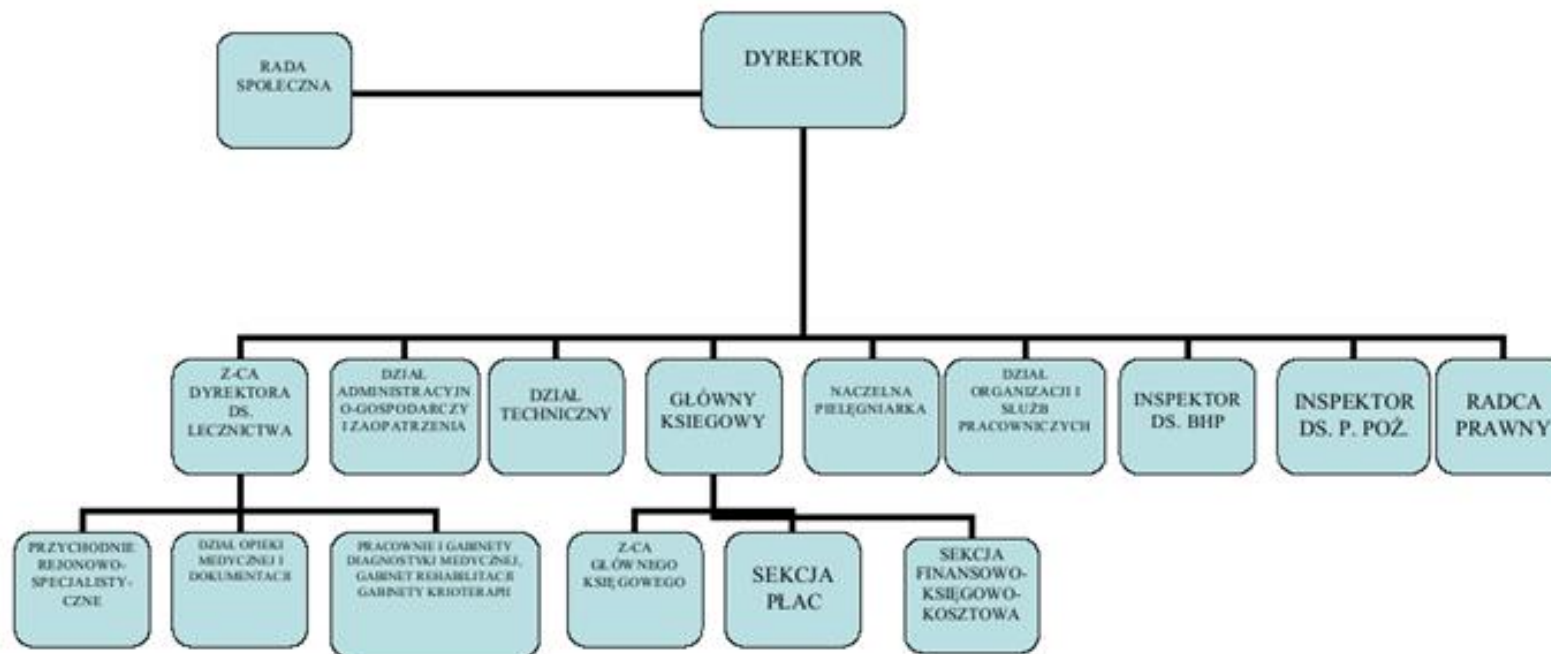 RADA
SPOŁECZNA
DYREKTOR
Z-CA
DYREKTORA
DS.
LECZNICTWA
DZIAŁ
ADMINISTRACYJN
O-GOSPODARCZY
I ZAOPATRZENIA
DZIAŁ
TECHNICZNY
GŁÓWNY
KSIEGOWY
NACZELNA
PIELĘGNIARKA
DZIAŁ
ORGANIZACJI I
SŁUŻB
PRACOWNICZYCH
INSPEKTOR
DS. BHP
INSPEKTOR
DS. P. POŻ.
RADCA
PRAWNY
PRZYCHODNIE
REJONOWO-
SPECJALISTY-
CZNE
DZIAŁ OPIEKI
MEDYCZNEJ I
DOKUMENTACJI
PRACOWNIE I GABINETY
DIAGNOSTYKI MEDYCZNEJ,
GABINET REHABILITACJI
GABINETY KRIOTERAPII
Z-CA
GŁÓWNEGO
KSIĘGOWEGO
SEKCJA
PŁAC
SEKCJA
FINANSOWO-
KSIĘGOWO-
KOSZTOWA